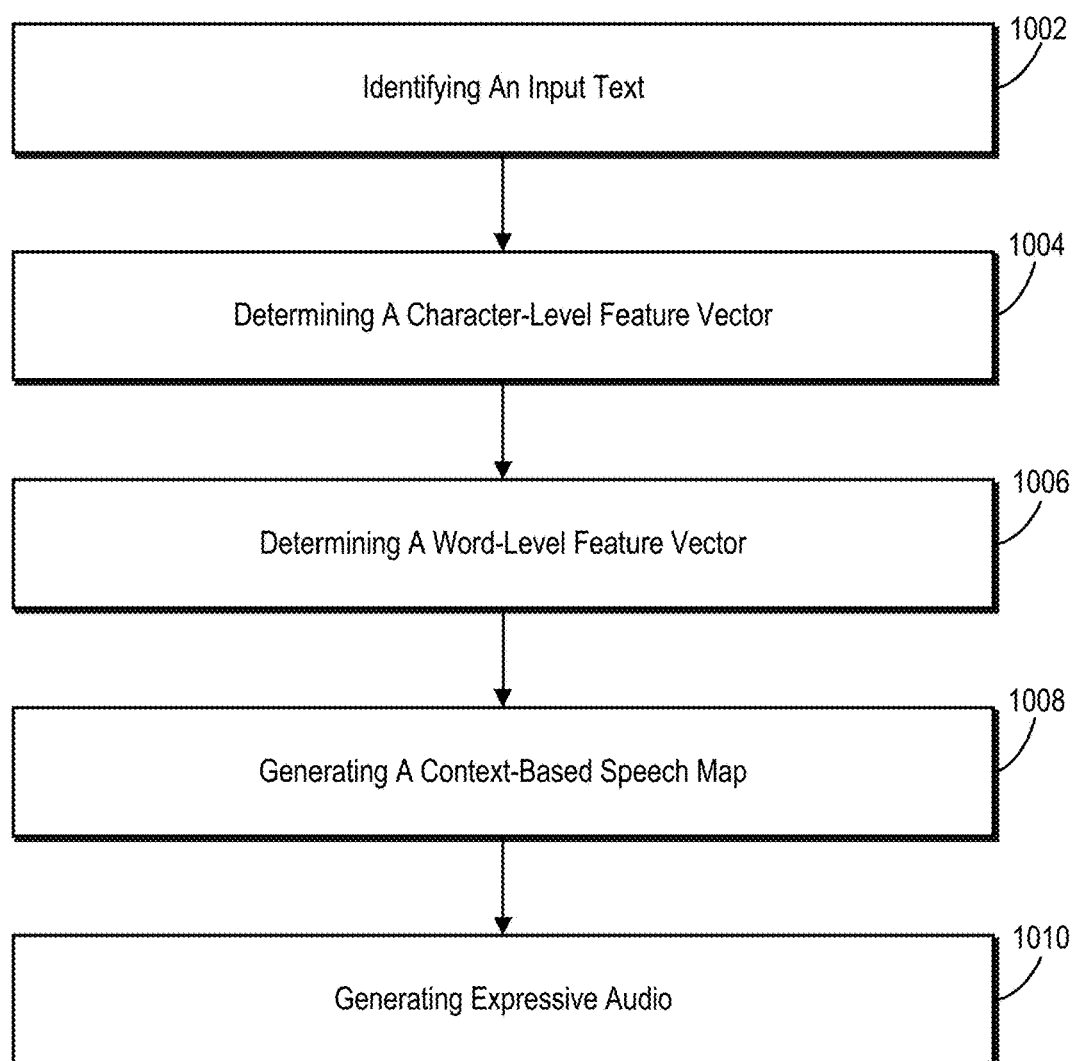 1002
Identifying An Input Text
1004
Determining A Character-Level Feature Vector
1006
Determining A Word-Level Feature Vector
1008
Generating A Context-Based Speech Map
1010
Generating Expressive Audio